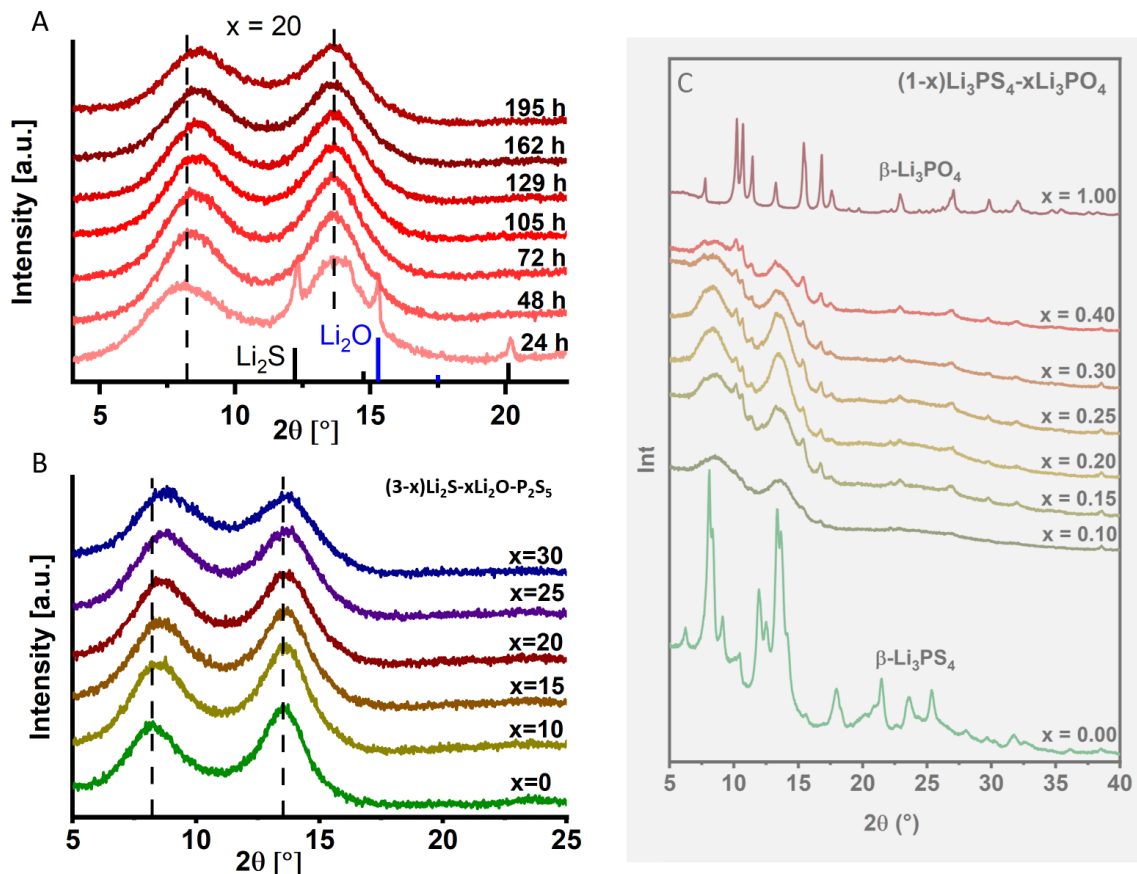 A
x = 20
195 h
162 h
129 h
105 h
72 h
48 h
24 h
Li₂S
Li₂O
Intensity [a.u.]
5 10 15 20
2θ [°]
B
(3-x)Li₂S-xLi₂O-P₂S₅
x=30
x=25
x=20
x=15
x=10
x=0
Intensity [a.u.]
5 10 15 20 25
2θ [°]
C
(1-x)Li₃PS₄-xLi₃PO₄
β-Li₃PO₄
x = 1.00
x = 0.40
x = 0.30
x = 0.25
x = 0.20
x = 0.15
x = 0.10
β-Li₃PS₄
x = 0.00
Int
5 10 15 20 25 30 35 40
2θ (°)